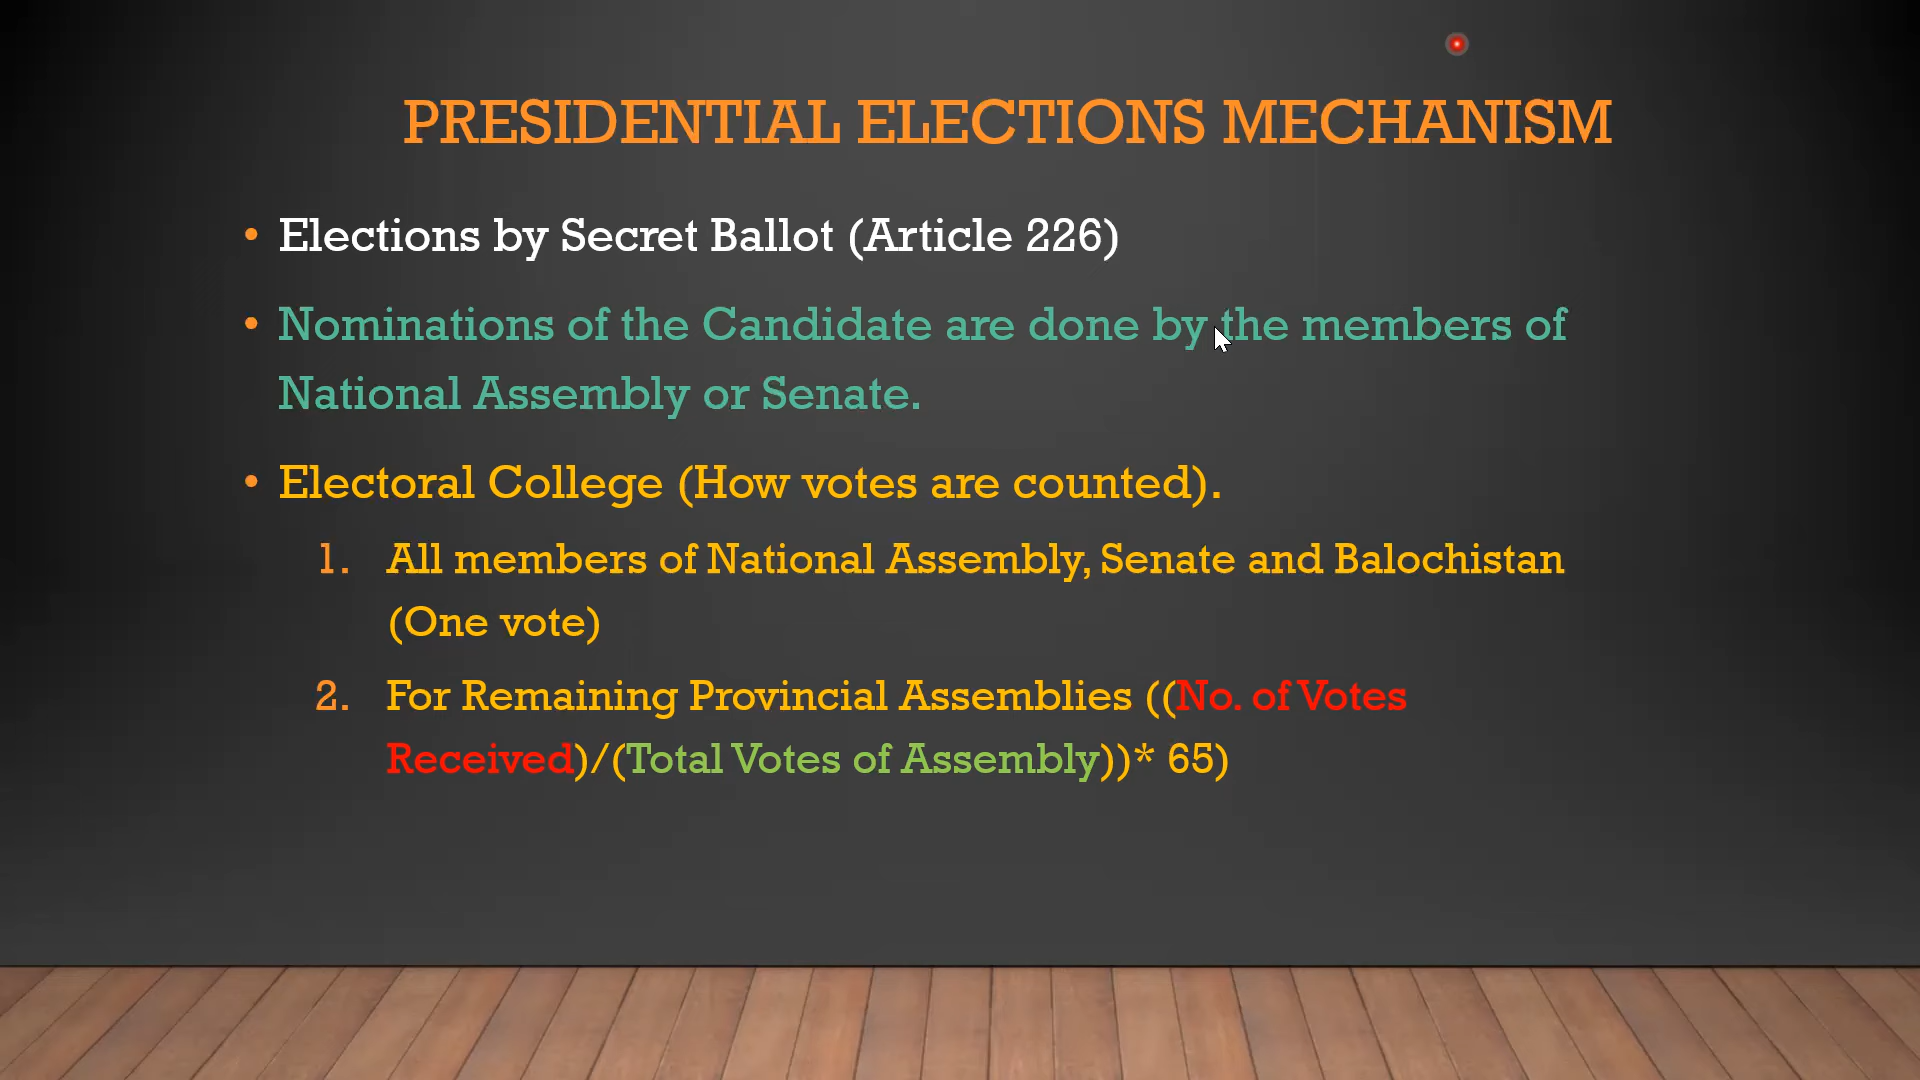 PRESIDENTIAL ELECTIONS MECHANISM
• Elections by Secret Ballot (Article 226)
• Nominations of the Candidate are done by the members of
National Assembly or Senate.
• Electoral College (How votes are counted).
1. All members of National Assembly, Senate and Balochistan
(One vote)
2. For Remaining Provincial Assemblies ((No. of Votes
Received)/(Total Votes of Assembly))* 65)